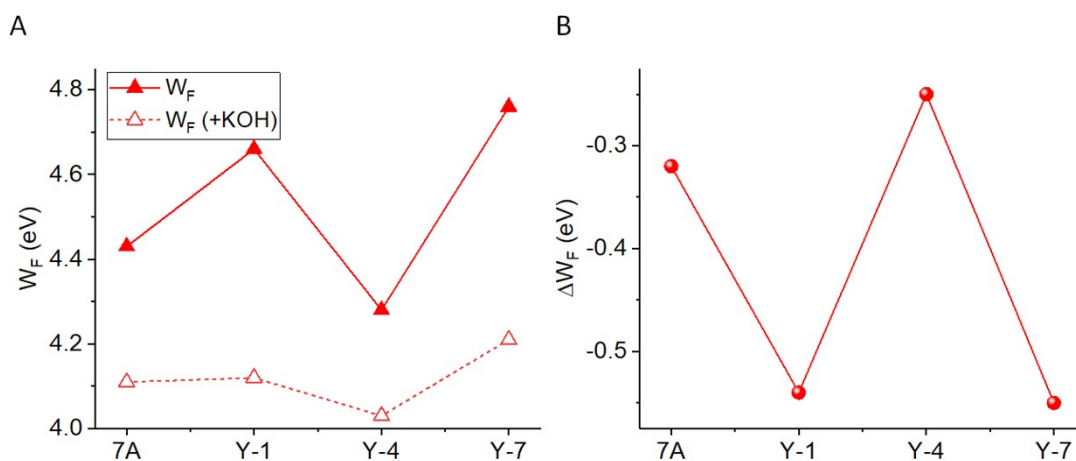 A
W_F (eV)
4.8
4.6
4.4
4.2
4.0
W_F
W_F (+KOH)
7A Y-1 Y-4 Y-7
B
ΔW_F (eV)
-0.3
-0.4
-0.5
7A Y-1 Y-4 Y-7